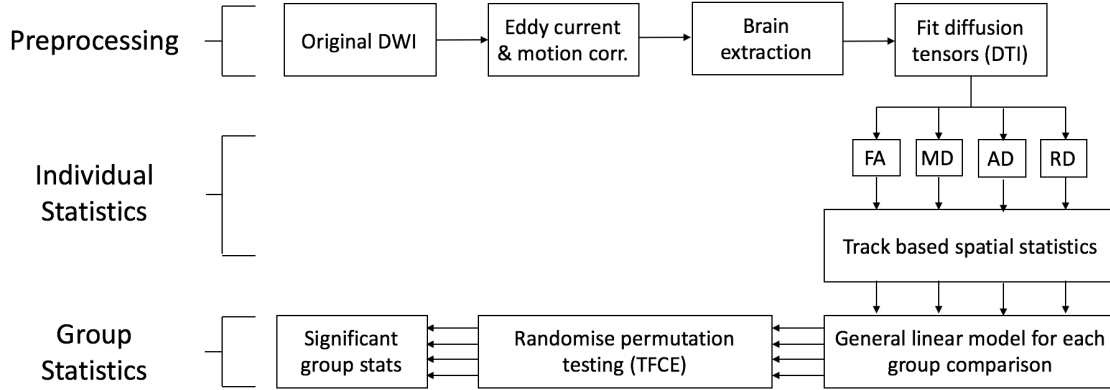 Preprocessing
Original DWI
Eddy current
& motion corr.
Brain
extraction
Fit diffusion
tensors (DTI)
Individual
Statistics
FA
MD
AD
RD
Track based spatial statistics
Group
Statistics
Significant
group stats
Randomise permutation
testing (TFCE)
General linear model for each
group comparison